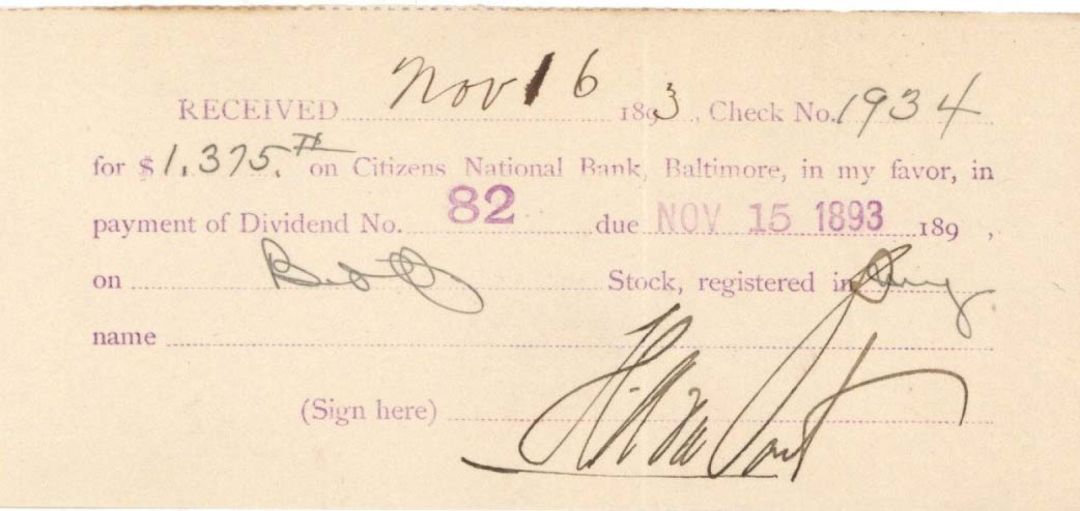 RECEIVED Nov 16 1893, Check No. 1934
for $1,375. on Citizens National Bank, Baltimore, in my favor, in
payment of Dividend No. 82 due NOV 15 1893 189 ,
on Stock, registered in my
name
(Sign here)